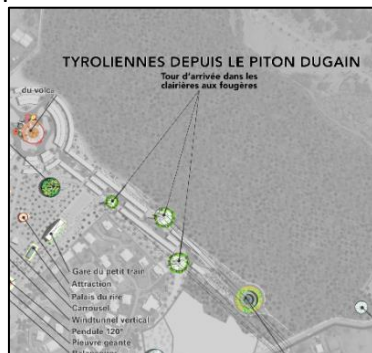 TYROLIENNES DEPUIS LE PITON DUGAIN
Tour d'arrivée dans les
clairières aux fougères
du volca
Gare du petit train
Attraction
Palais du rire
Carrousel
Windtunnel vertical
Pendule 120°
Pieuvre géante